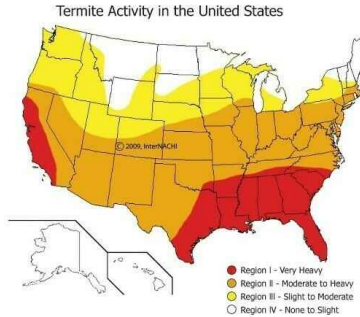 Termite Activity in the United States
© 2009, InterNACHI
Region I - Very Heavy
Region II - Moderate to Heavy
Region III - Slight to Moderate
Region IV - None to Slight